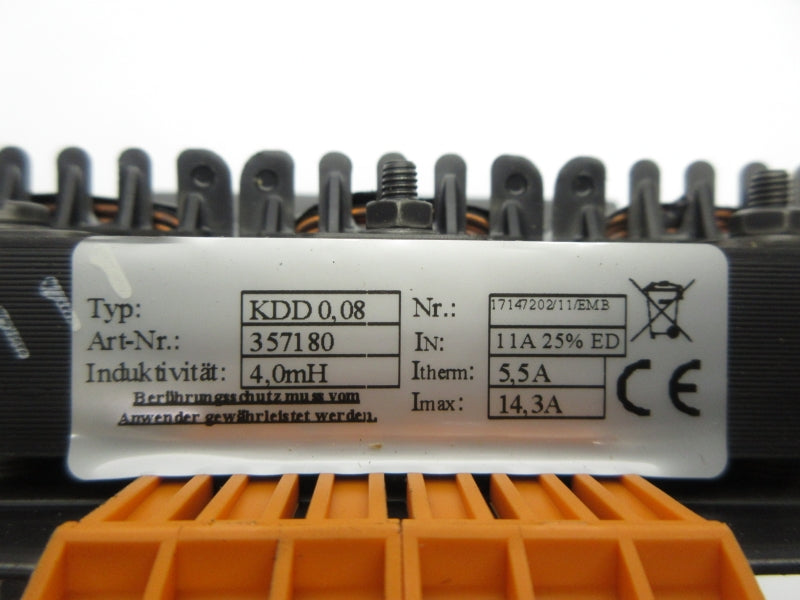 Typ: KDD 0,08 Nr.: 17147202/11/EMB
Art-Nr.: 357180 IN: 11A 25% ED
Induktivität: 4,0mH Itherm: 5,5A
Berührungsschutz muss vom
Anwender gewährleistet werden.
Imax: 14,3A
CE